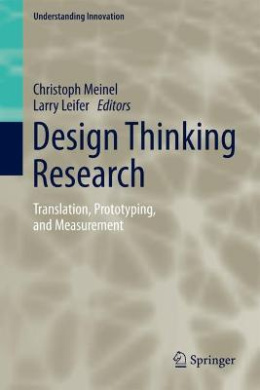 Understanding Innovation
Christoph Meinel
Larry Leifer Editors
Design Thinking
Research
Translation, Prototyping,
and Measurement
Springer